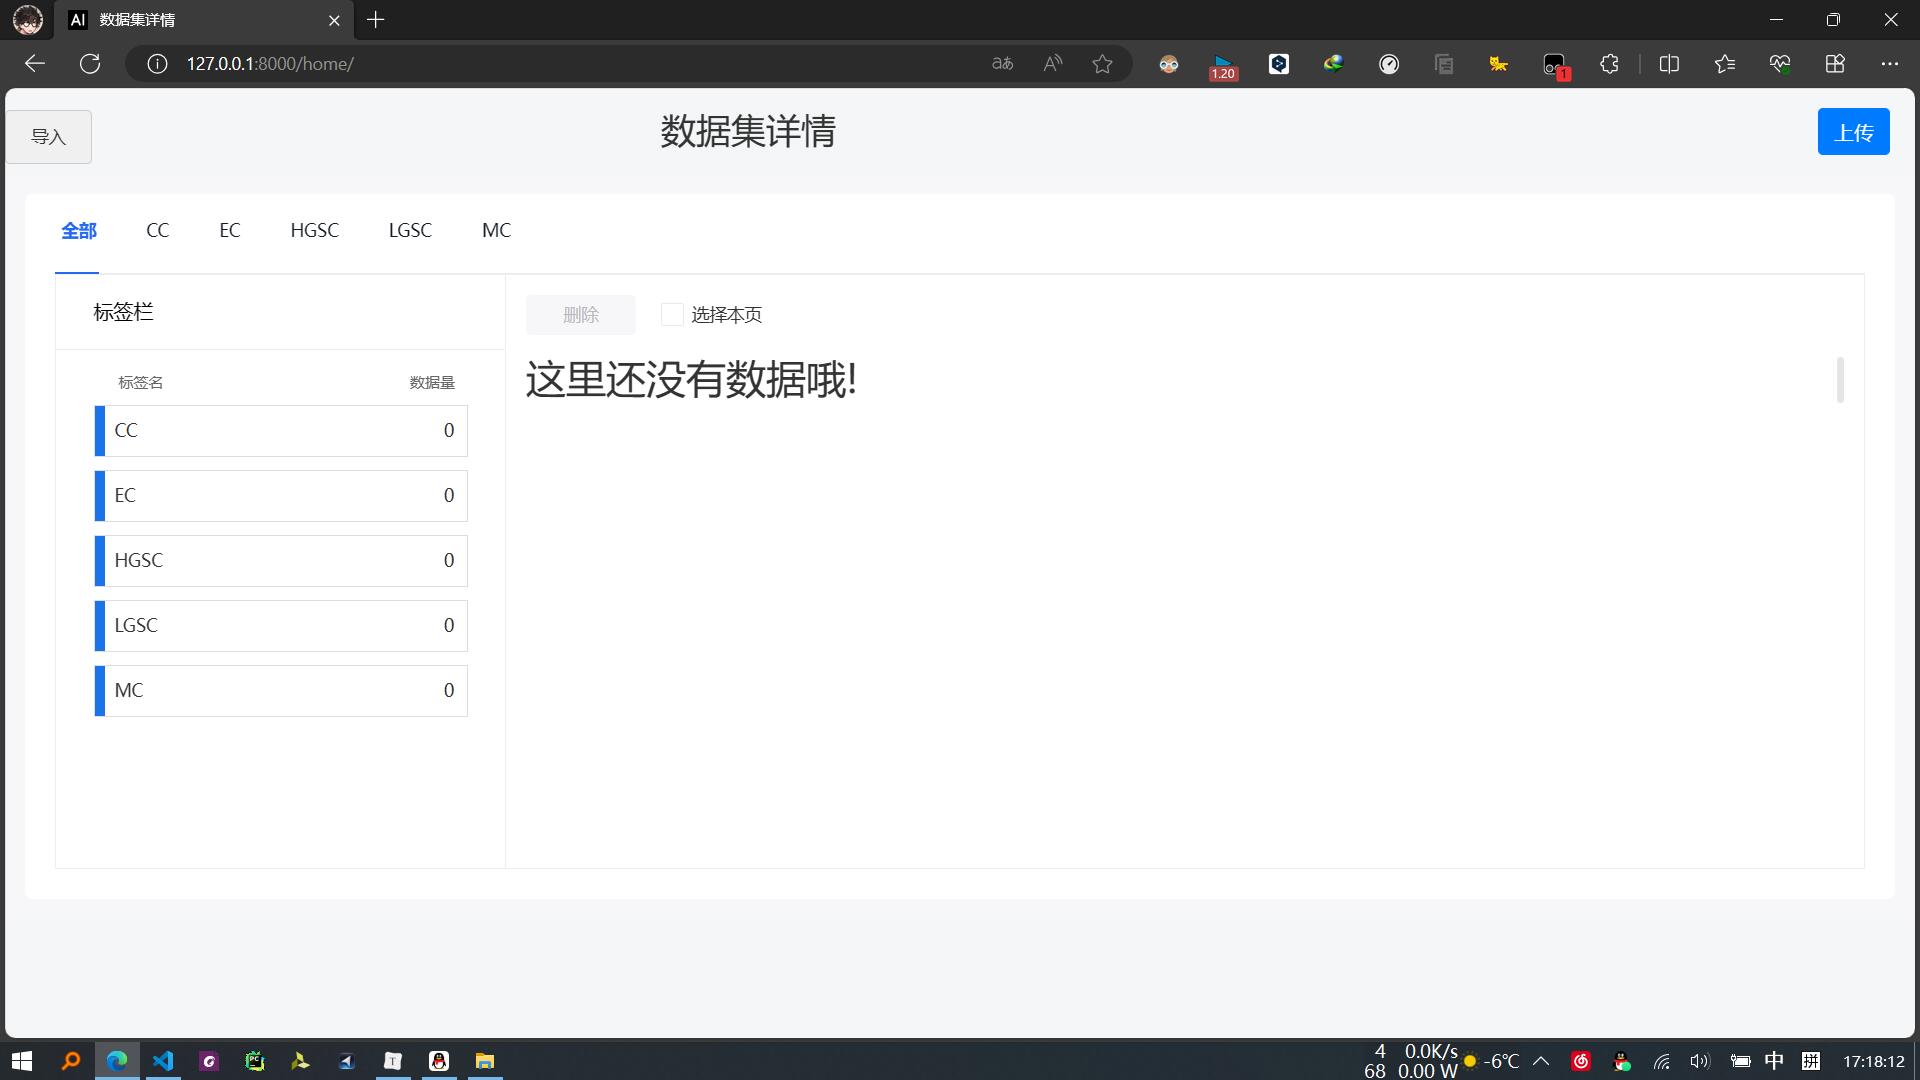 AI 数据集详情
127.0.0.1:8000/home/
aあ
A
1.20
1
导入
数据集详情
上传
全部 CC EC HGSC LGSC MC
标签栏
删除 选择本页
这里还没有数据哦!
标签名 数据量
CC 0
EC 0
HGSC 0
LGSC 0
MC 0
4 0.0K/s
68 0.00 W
-6℃
中
拼
17:18:12
PC
T